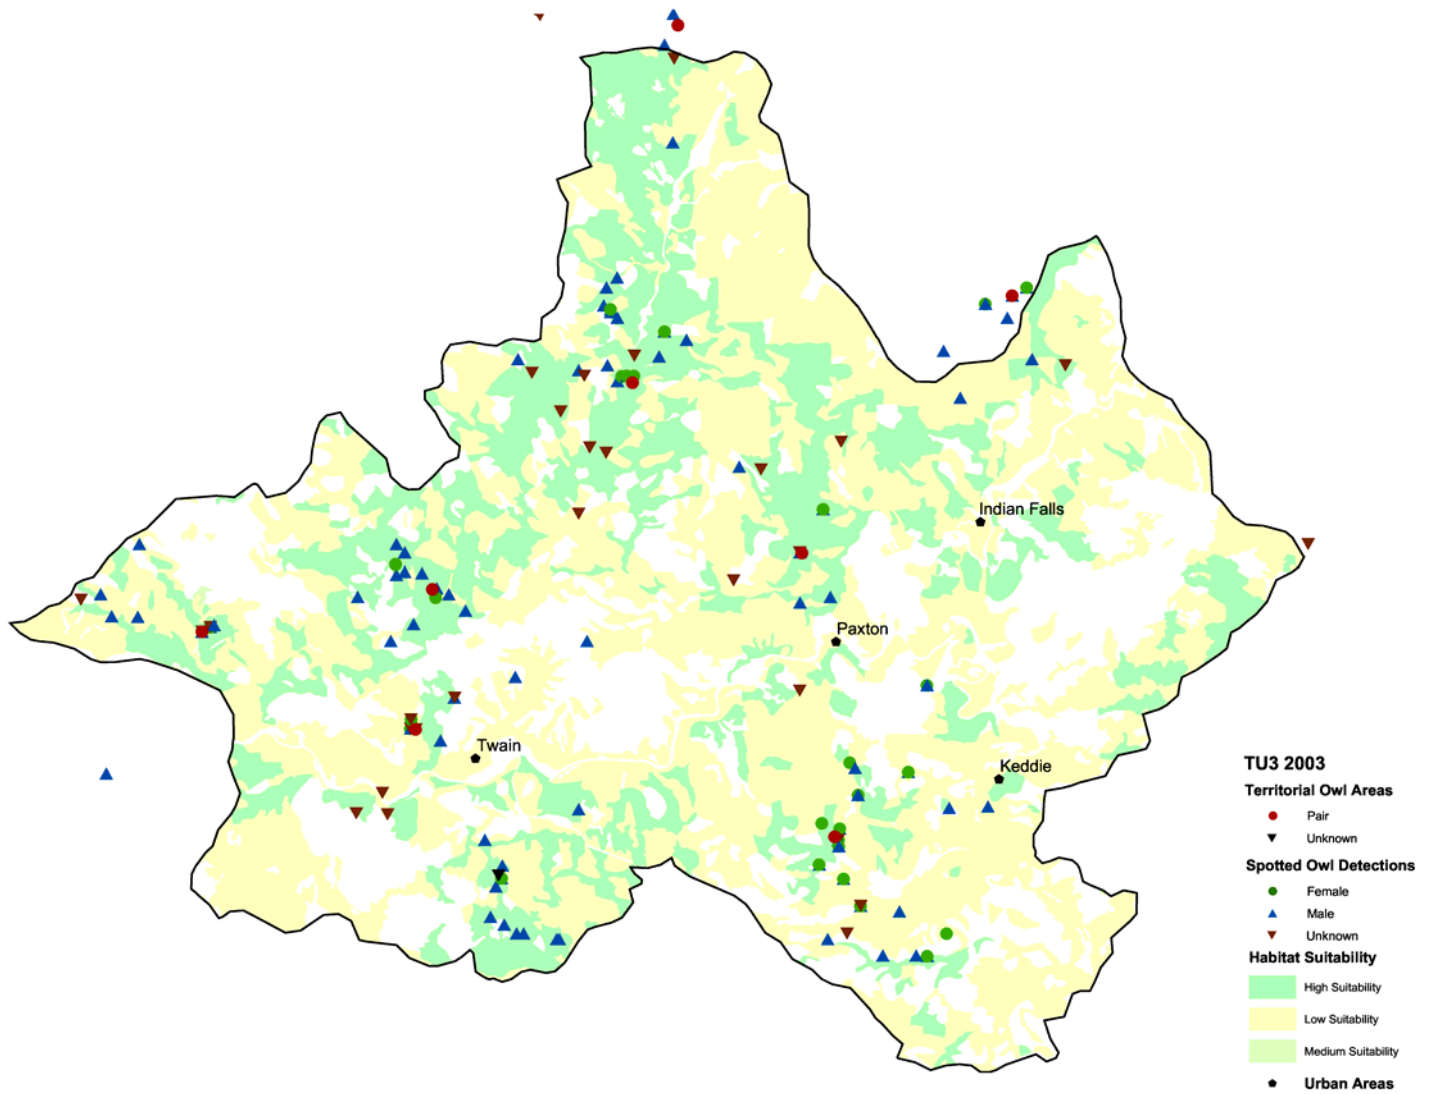 Indian Falls
Paxton
Twain
Keddie
TU3 2003
Territorial Owl Areas
Pair
Unknown
Spotted Owl Detections
Female
Male
Unknown
Habitat Suitability
High Suitability
Low Suitability
Medium Suitability
Urban Areas